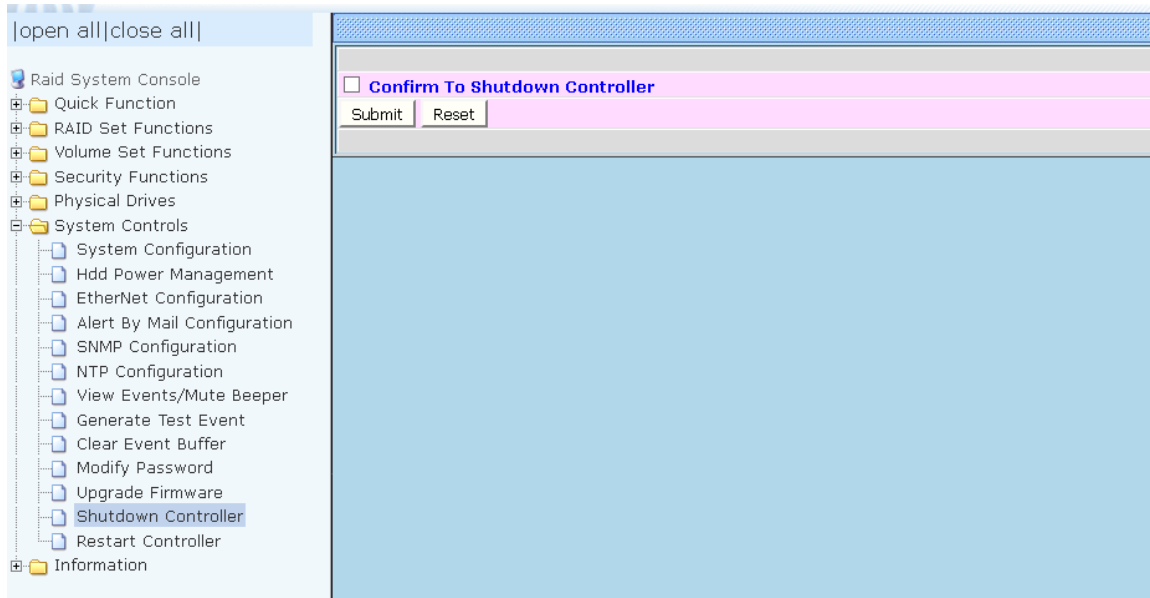 |open all|close all|
Raid System Console
Quick Function
RAID Set Functions
Volume Set Functions
Security Functions
Physical Drives
System Controls
System Configuration
Hdd Power Management
EtherNet Configuration
Alert By Mail Configuration
SNMP Configuration
NTP Configuration
View Events/Mute Beeper
Generate Test Event
Clear Event Buffer
Modify Password
Upgrade Firmware
Shutdown Controller
Restart Controller
Information
Confirm To Shutdown Controller
Submit Reset